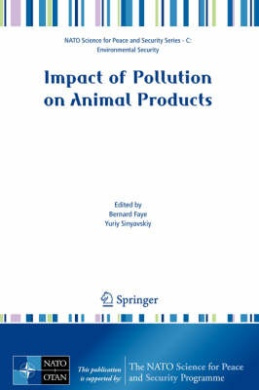 NATO Science for Peace and Security Series - C:
Environmental Security
Impact of Pollution
on Animal Products
Edited by
Bernard Faye
Yuriy Sinyavskiy
Springer
NATO
OTAN
This publication
is supported by:
The NATO Science for Peace
and Security Programme